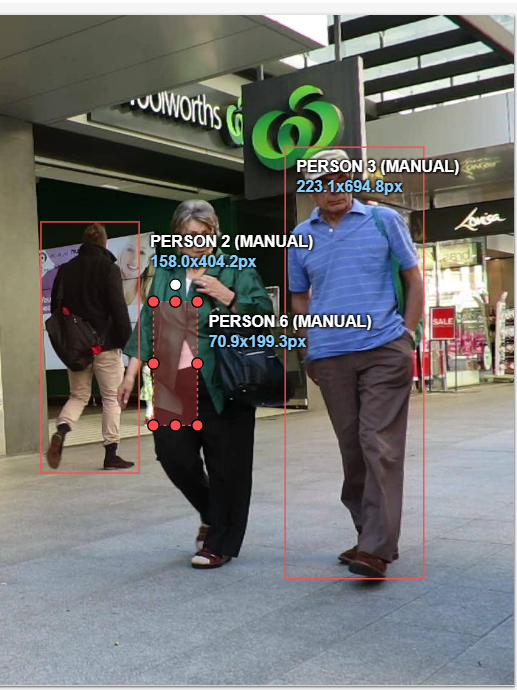 oolworths
PERSON 3 (MANUAL)
223.1x694.8px
Louisa
PERSON 2 (MANUAL)
158.0x404.2px
PERSON 6 (MANUAL)
70.9x199.3px
SALE